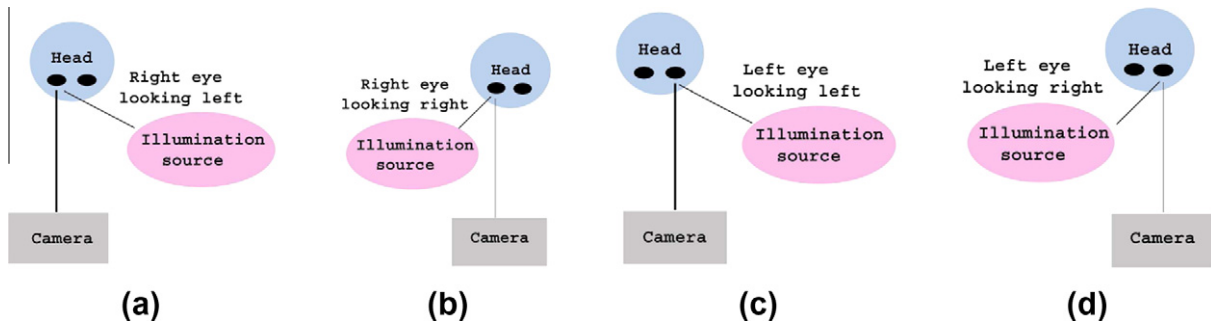 Head
Right eye
looking left
Illumination
source
Camera
(a)
Head
Right eye
looking right
Illumination
source
Camera
(b)
Head
Left eye
looking left
Illumination
source
Camera
(c)
Head
Left eye
looking right
Illumination
source
Camera
(d)